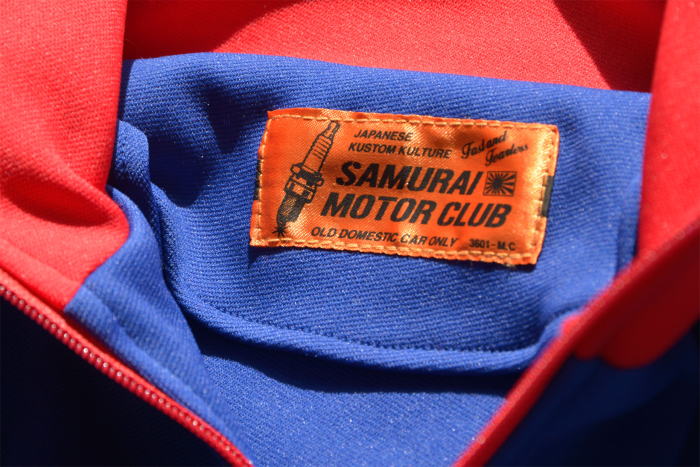 JAPANESE
KUSTOM KULTURE
Fast and
Fearless
SAMURAI
MOTOR CLUB
OLD DOMESTIC CAR ONLY
3601-M.C